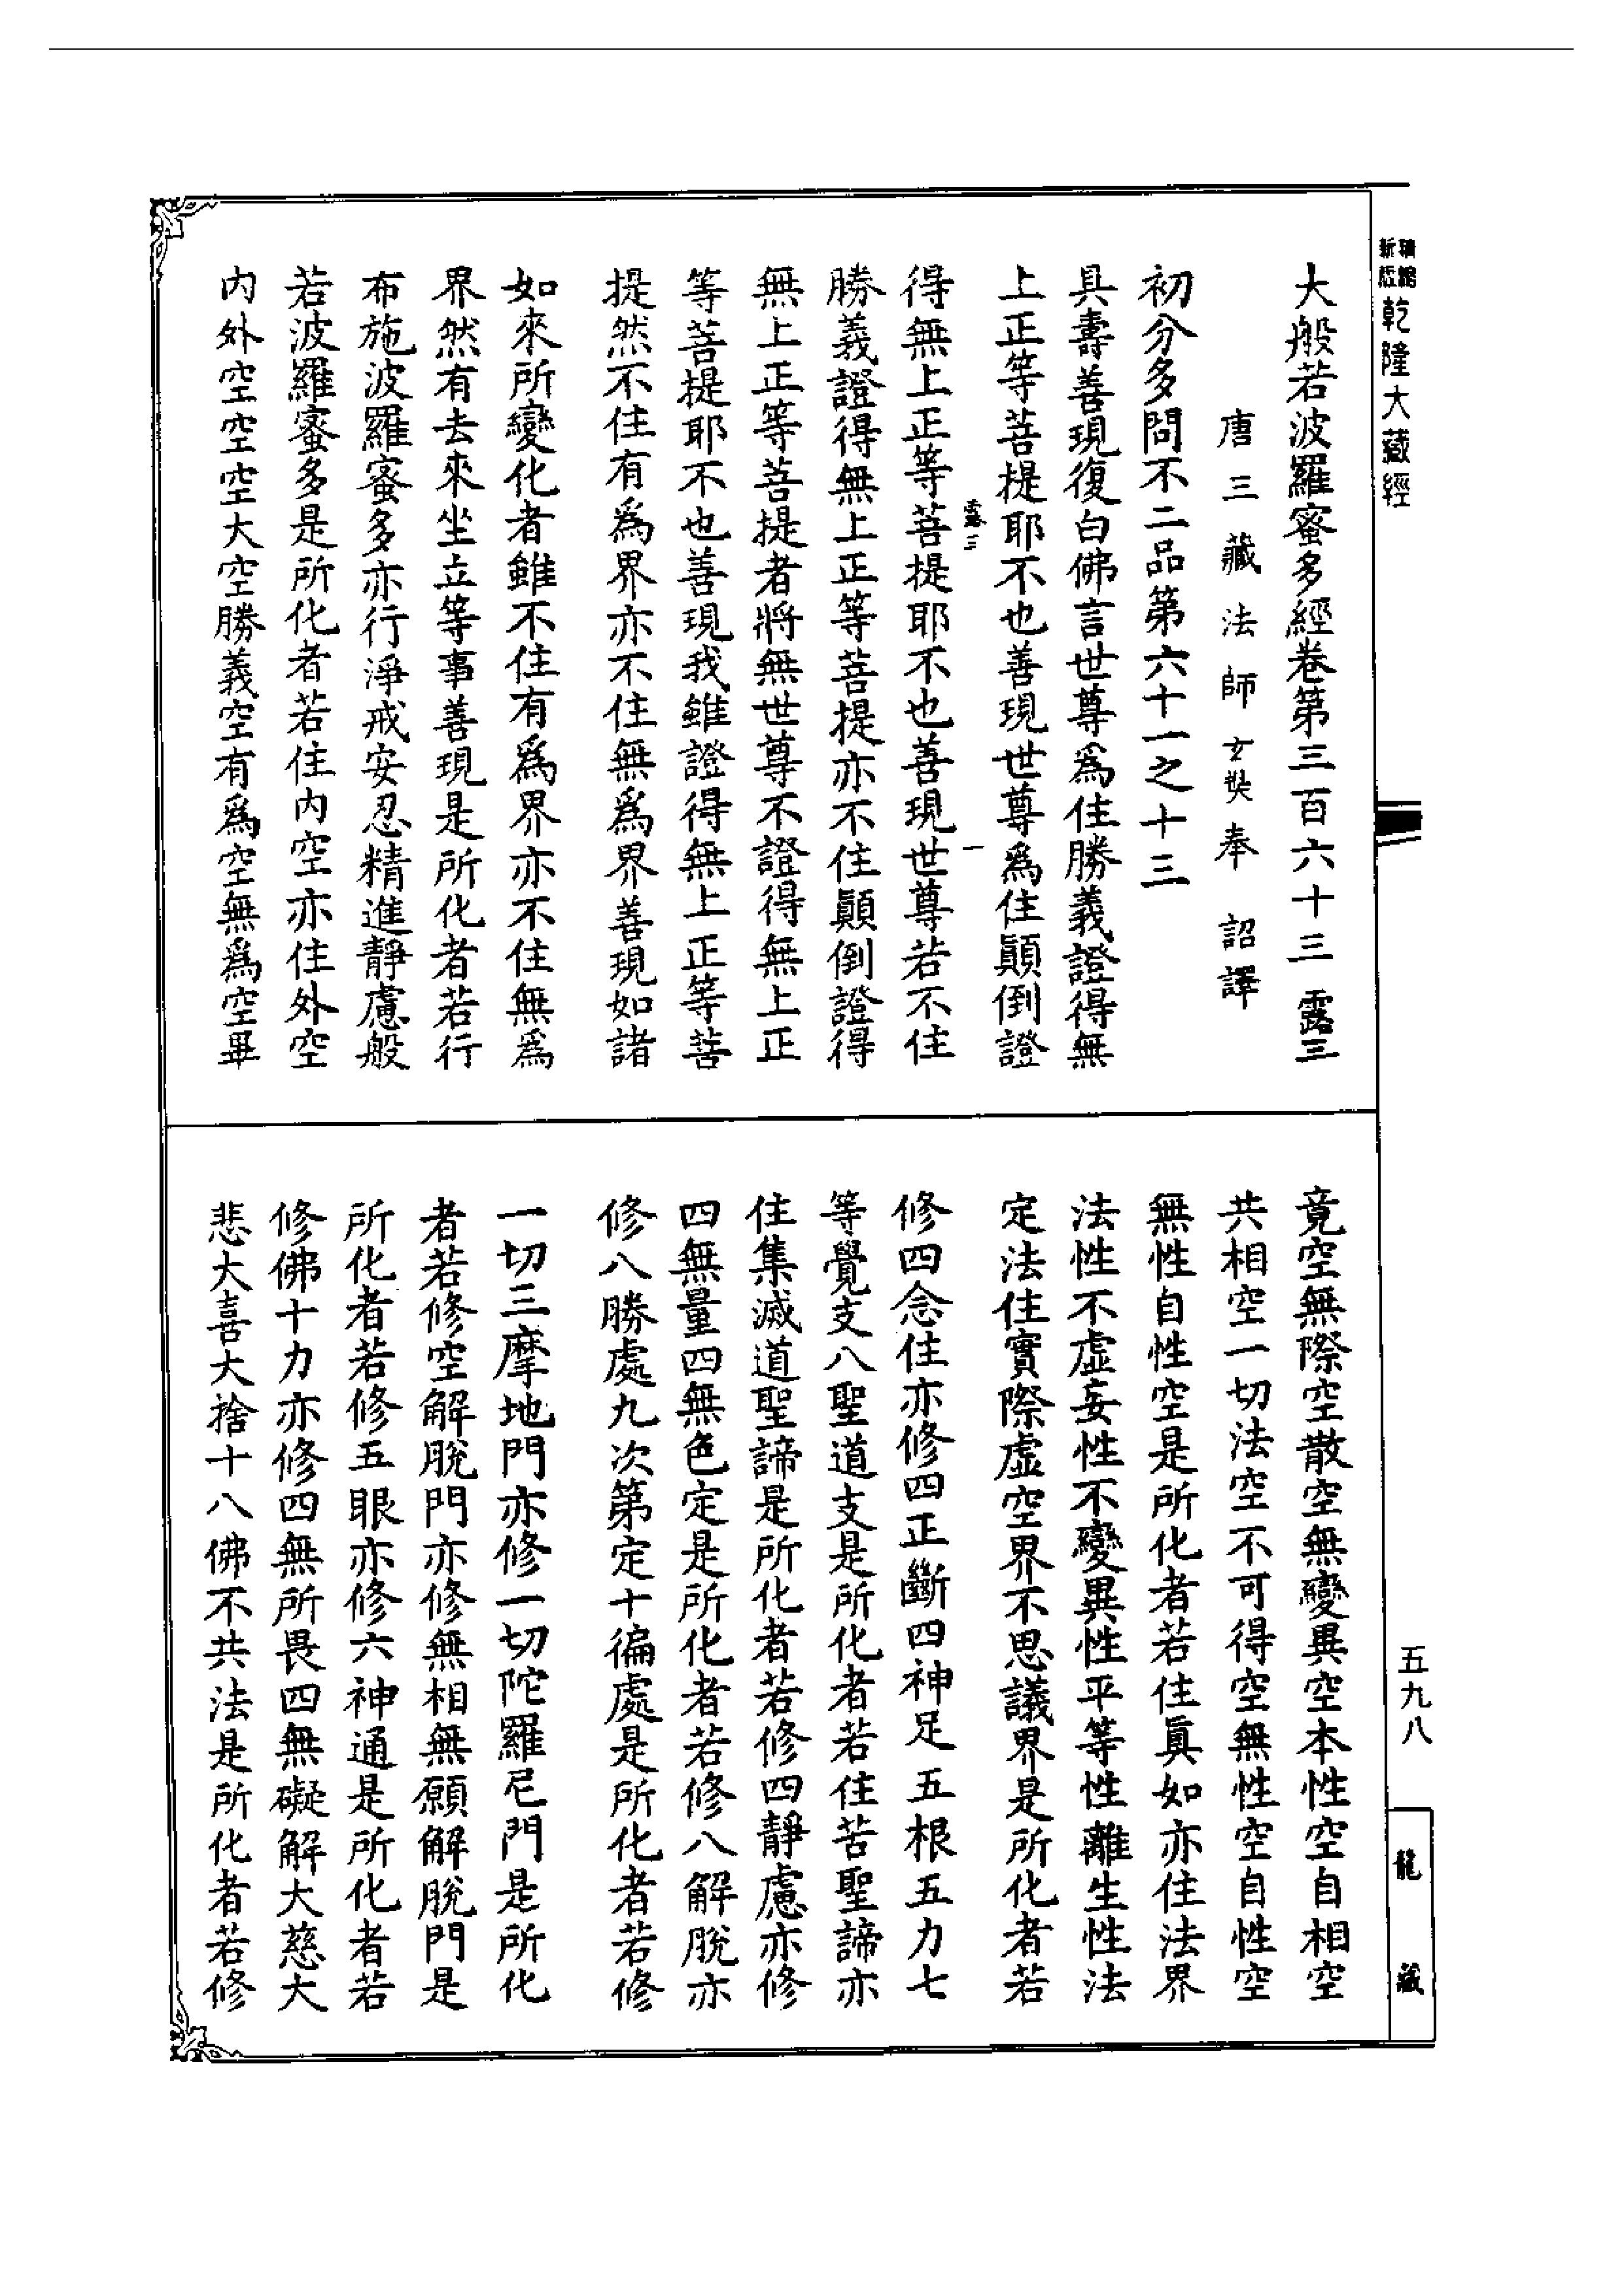 新編縮版乾隆大藏經
大般若波羅蜜多經卷第三百六十三 露三
唐三藏法師玄奘奉 詔譯
初分多問不二品第六十一之十三
具壽善現復白佛言世尊為住勝義證得無
上正等菩提耶不也善現世尊為住顛倒證
露三 一
得無上正等菩提耶不也善現世尊若不住
勝義證得無上正等菩提亦不住顛倒證得
無上正等菩提者將無世尊不證得無上正
等菩提耶不也善現我雖證得無上正等菩
提然不住有為界亦不住無為界善現如諸
如來所變化者雖不住有為界亦不住無為
界然有去來坐立等事善現是所化者若行
布施波羅蜜多亦行淨戒安忍精進靜慮般
若波羅蜜多是所化者若住內空亦住外空
內外空空空大空勝義空有為空無為空畢
竟空無際空散空無變異空本性空自相空
共相空一切法空不可得空無性空自性空
無性自性空是所化者若住真如亦住法界
法性不虛妄性不變異性平等性離生性法
定法住實際虛空界不思議界是所化者若
修四念住亦修四正斷四神足五根五力七
等覺支八聖道支是所化者若住苦聖諦亦
住集滅道聖諦是所化者若修四靜慮亦修
四無量四無色定是所化者若修八解脫亦
修八勝處九次第定十徧處是所化者若修
一切三摩地門亦修一切陀羅尼門是所化
者若修空解脫門亦修無相無願解脫門是
所化者若修五眼亦修六神通是所化者若
修佛十力亦修四無所畏四無礙解大慈大
悲大喜大捨十八佛不共法是所化者若修
五九八
龍藏